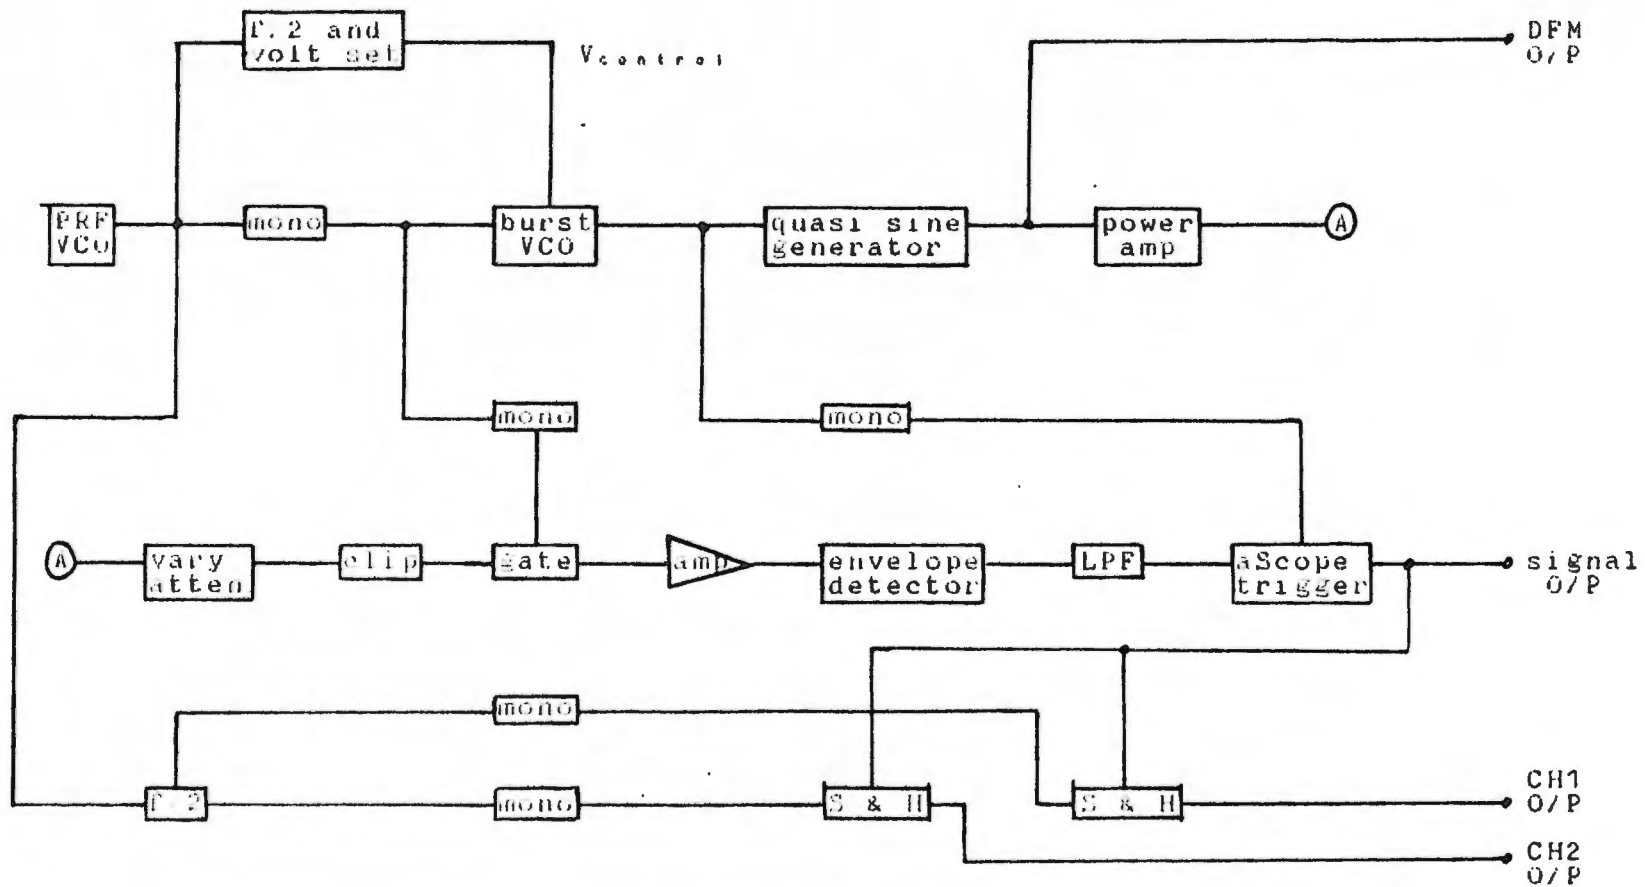 f.2 and
volt set
Vcontrol
DFM
O/P
PRF
VCO
mono
burst
VCO
quasi sine
generator
power
amp
A
mono
mono
A
vary
atten
clip
gate
amp
envelope
detector
LPF
aScope
trigger
signal
O/P
mono
f.2
mono
S & H
S & H
CH1
O/P
CH2
O/P